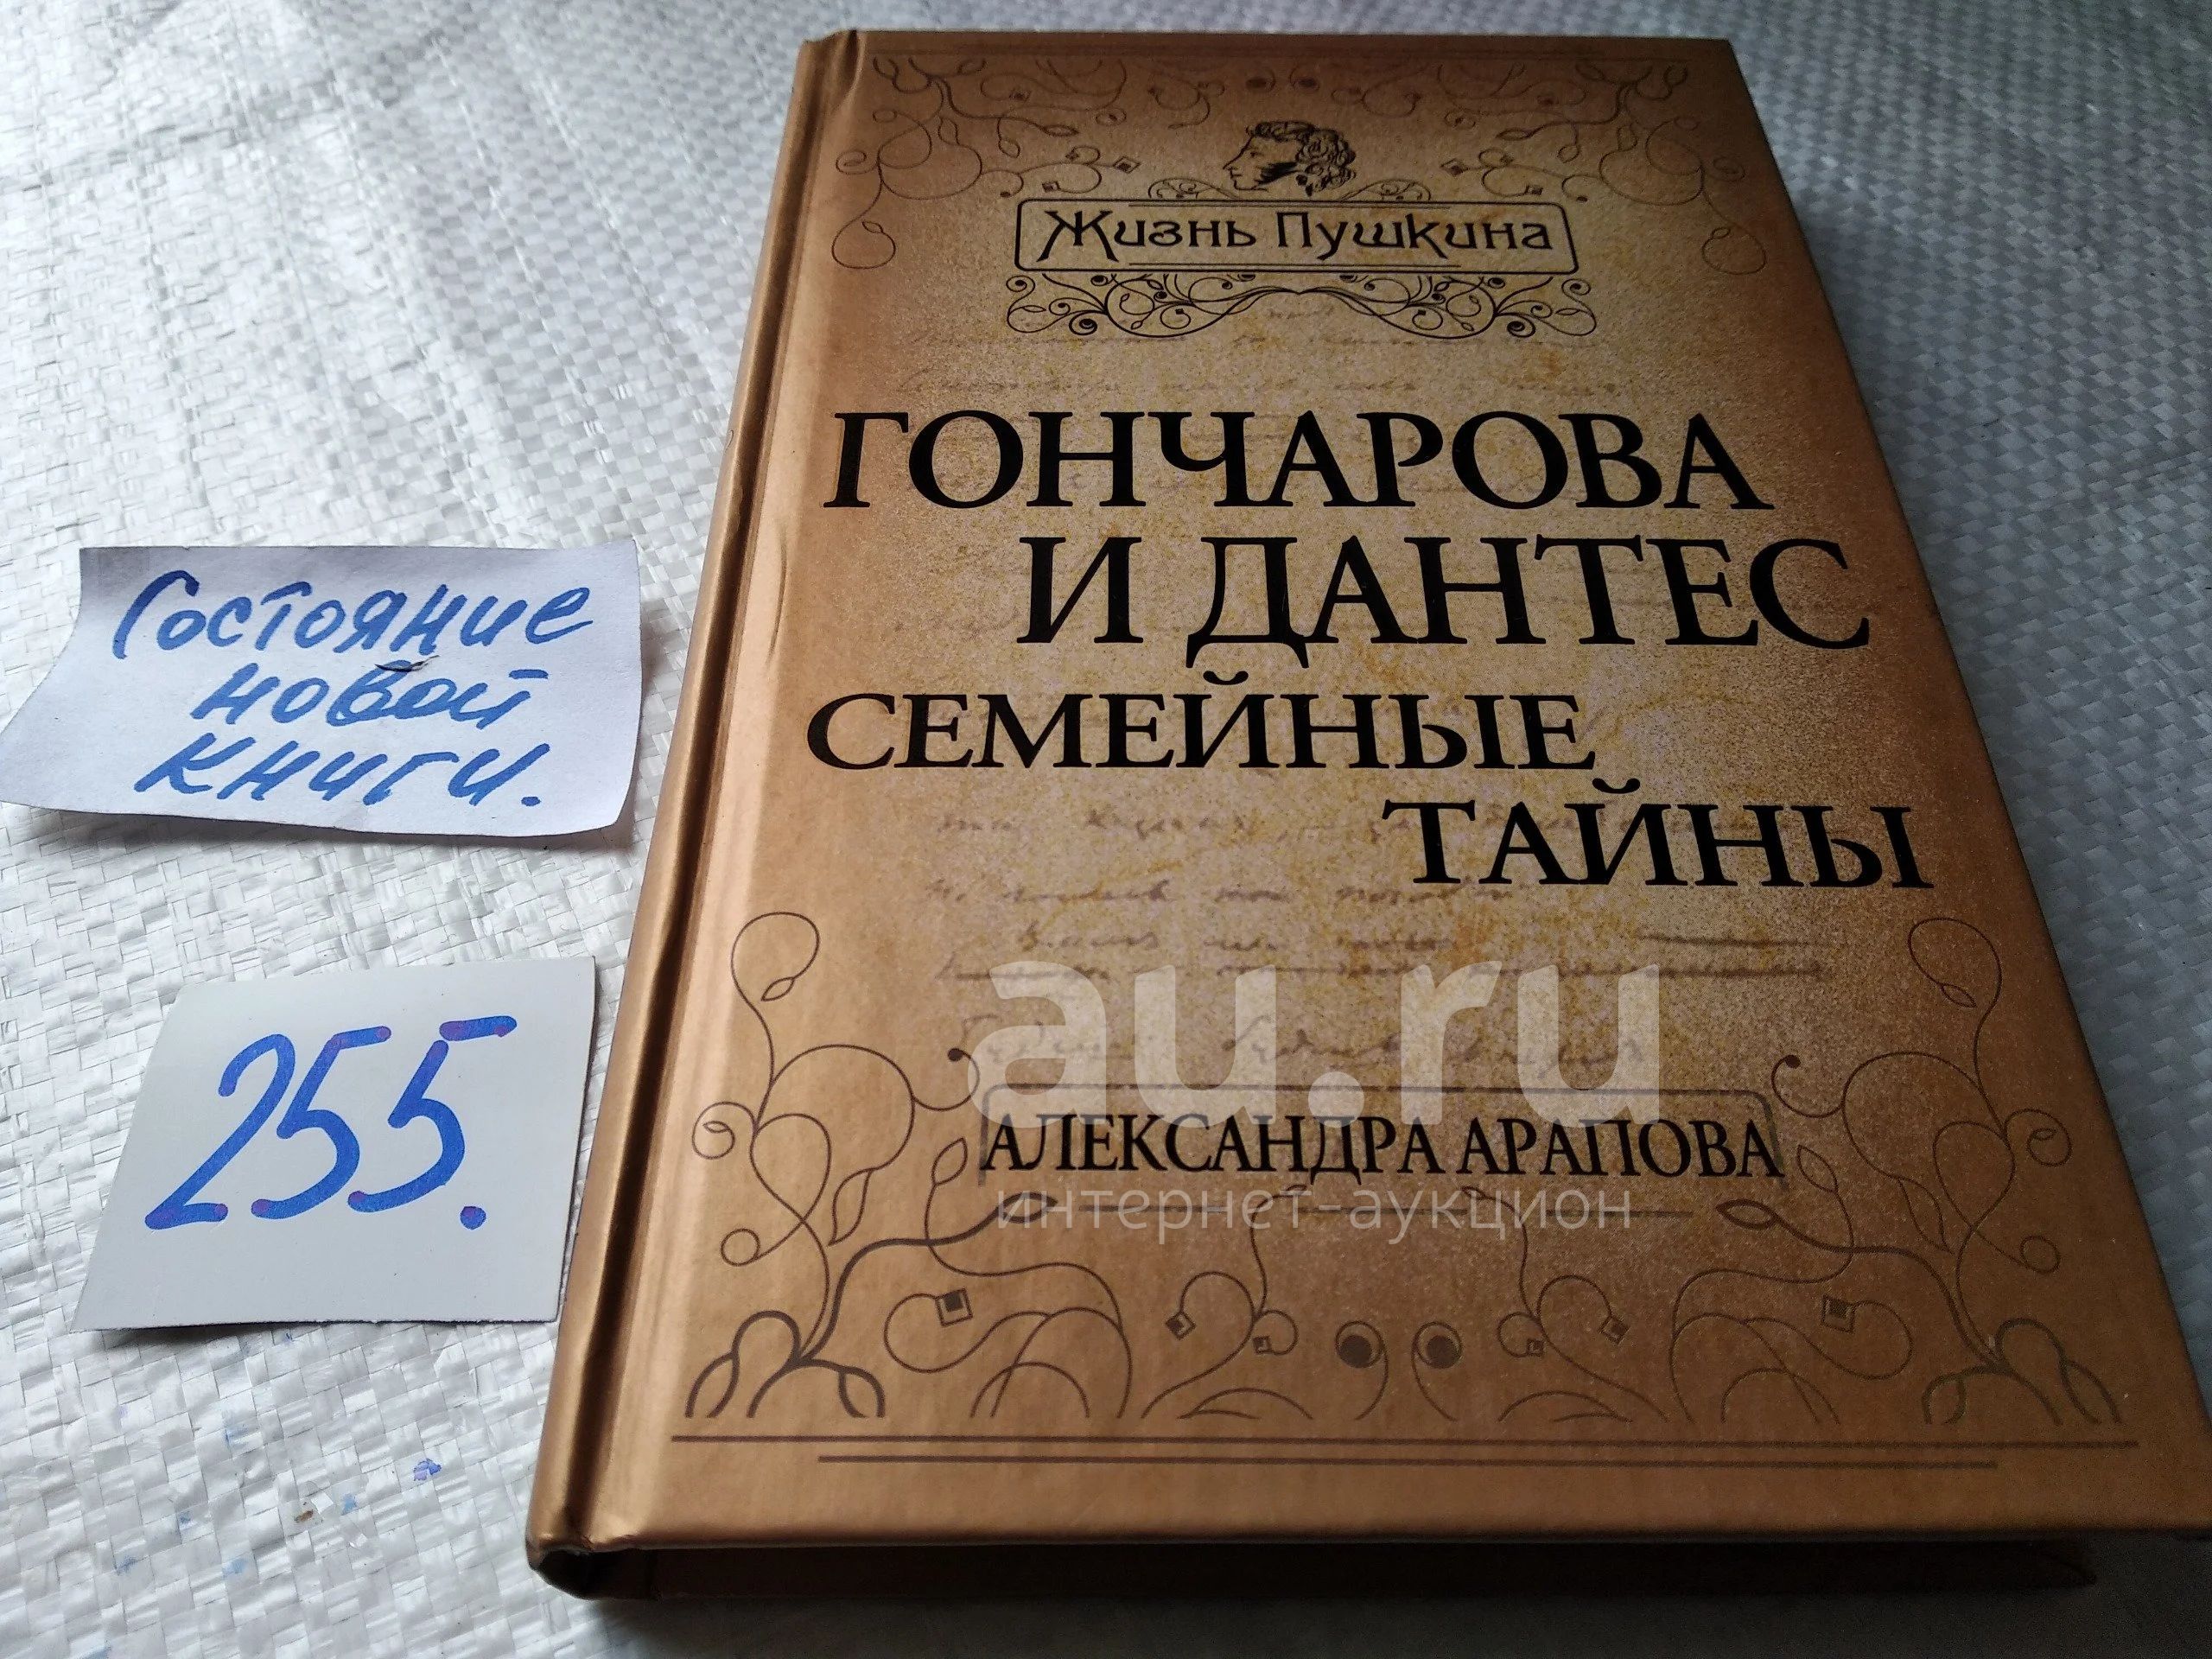 Жизнь Пушкина
ГОНЧАРОВА
И ДАНТЕС
СЕМЕЙНЫЕ
ТАЙНЫ
АЛЕКСАНДРА АРАПОВА
Состояние
новой
книги.
255.
au.ru
интернет-аукцион